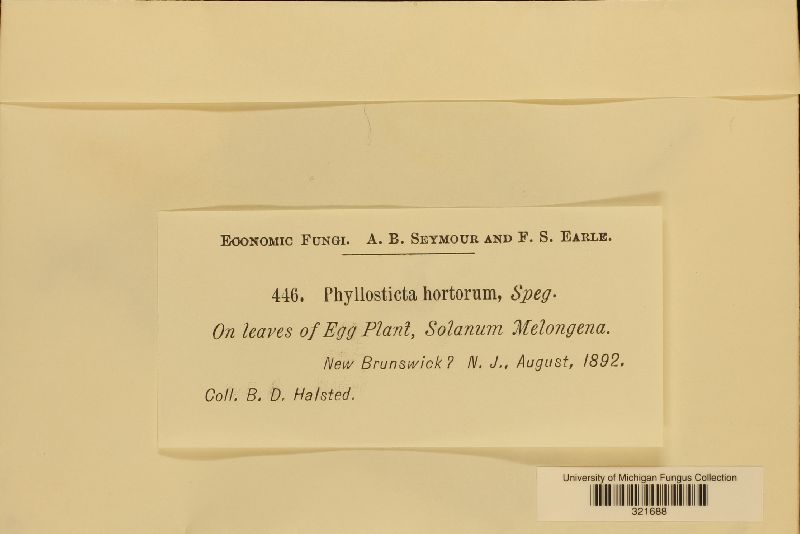 ECONOMIC FUNGI. A. B. SEYMOUR AND F. S. EARLE.
446. Phyllosticta hortorum, Speg.
On leaves of Egg Plant, Solanum Melongena.
New Brunswick? N. J., August, 1892.
Coll. B. D. Halsted.
University of Michigan Fungus Collection
321688